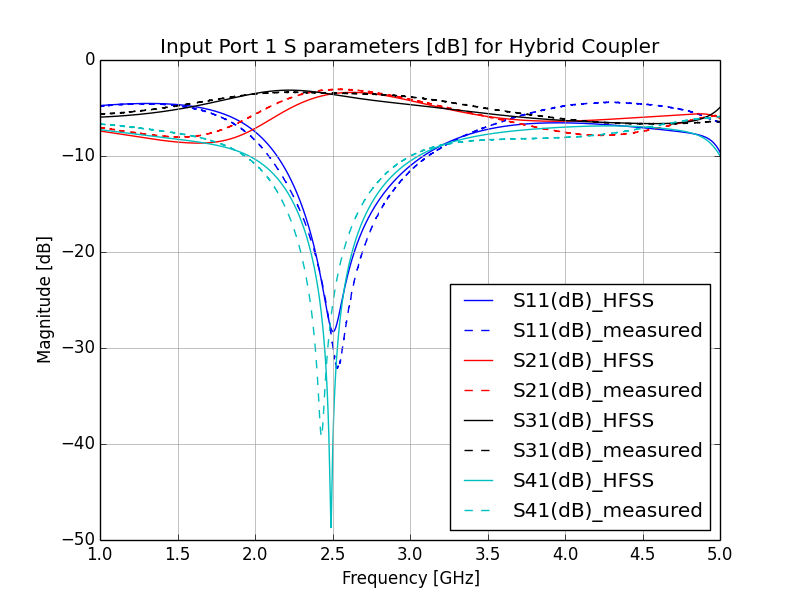 Input Port 1 S parameters [dB] for Hybrid Coupler
0
−10
−20
−30
−40
−50
Magnitude [dB]
S11(dB)_HFSS
S11(dB)_measured
S21(dB)_HFSS
S21(dB)_measured
S31(dB)_HFSS
S31(dB)_measured
S41(dB)_HFSS
S41(dB)_measured
1.0 1.5 2.0 2.5 3.0 3.5 4.0 4.5 5.0
Frequency [GHz]